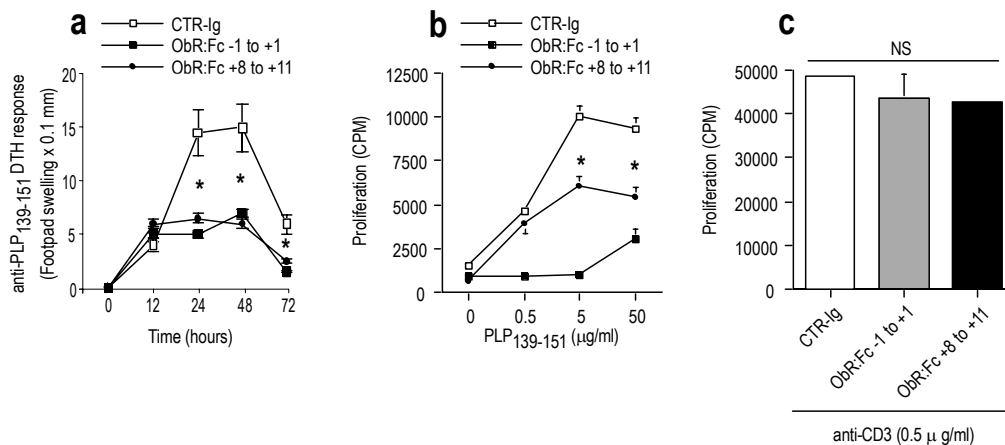 a
CTR-Ig
ObR:Fc -1 to +1
ObR:Fc +8 to +11
anti-PLP139-151 DTH response
(Footpad swelling x 0.1 mm)
20
15
10
5
0
*
*
*
0 12 24 48 72
Time (hours)
b
CTR-Ig
ObR:Fc -1 to +1
ObR:Fc +8 to +11
Proliferation (CPM)
12500
10000
7500
5000
2500
0
*
*
0 0.5 5 50
PLP139-151 (μg/ml)
c
NS
Proliferation (CPM)
50000
40000
30000
20000
10000
0
CTR-Ig
ObR:Fc -1 to +1
ObR:Fc +8 to +11
anti-CD3 (0.5 μ g/ml)